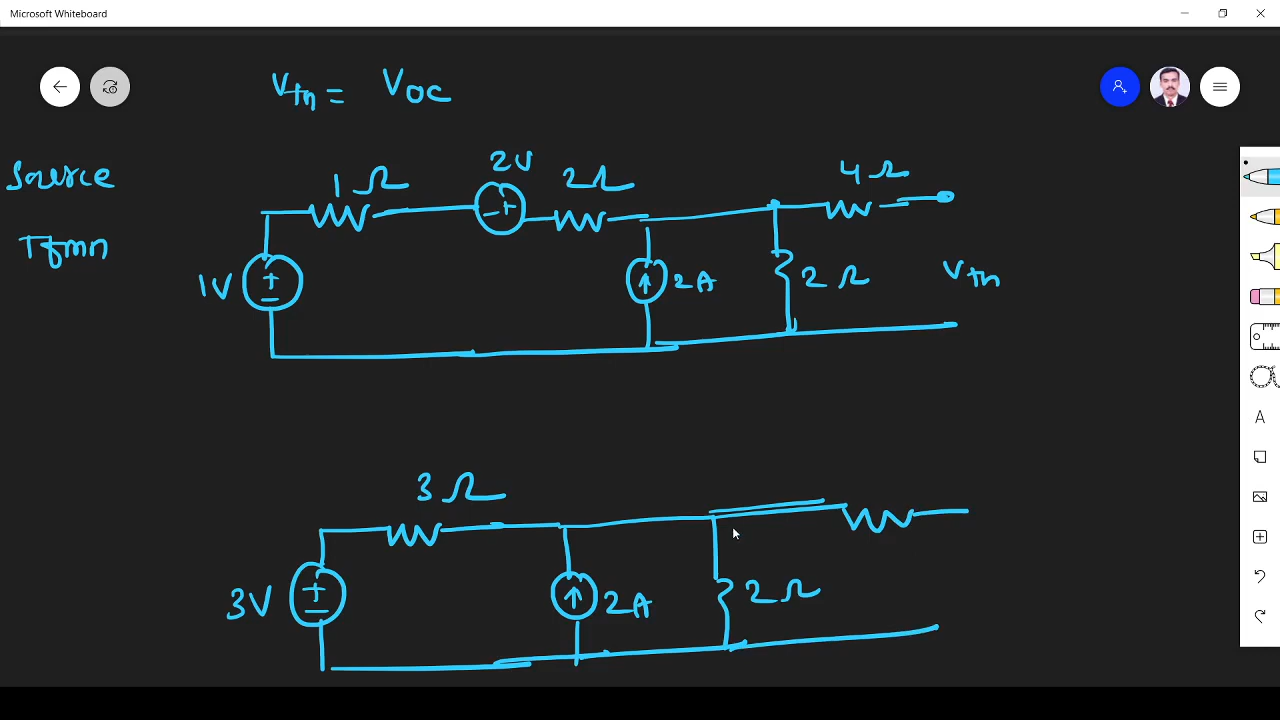 Microsoft Whiteboard
Vth = VOC
Source
Tfmn
1Ω
2V
2Ω
4Ω
1V
+
-
- +
2A
2Ω
Vth
3Ω
3V
+
-
2A
2Ω
A